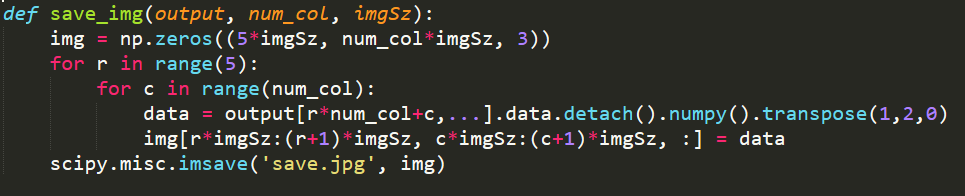 def save_img(output, num_col, imgSz):
    img = np.zeros((5*imgSz, num_col*imgSz, 3))
    for r in range(5):
        for c in range(num_col):
            data = output[r*num_col+c,...].data.detach().numpy().transpose(1,2,0)
            img[r*imgSz:(r+1)*imgSz, c*imgSz:(c+1)*imgSz, :] = data
    scipy.misc.imsave('save.jpg', img)